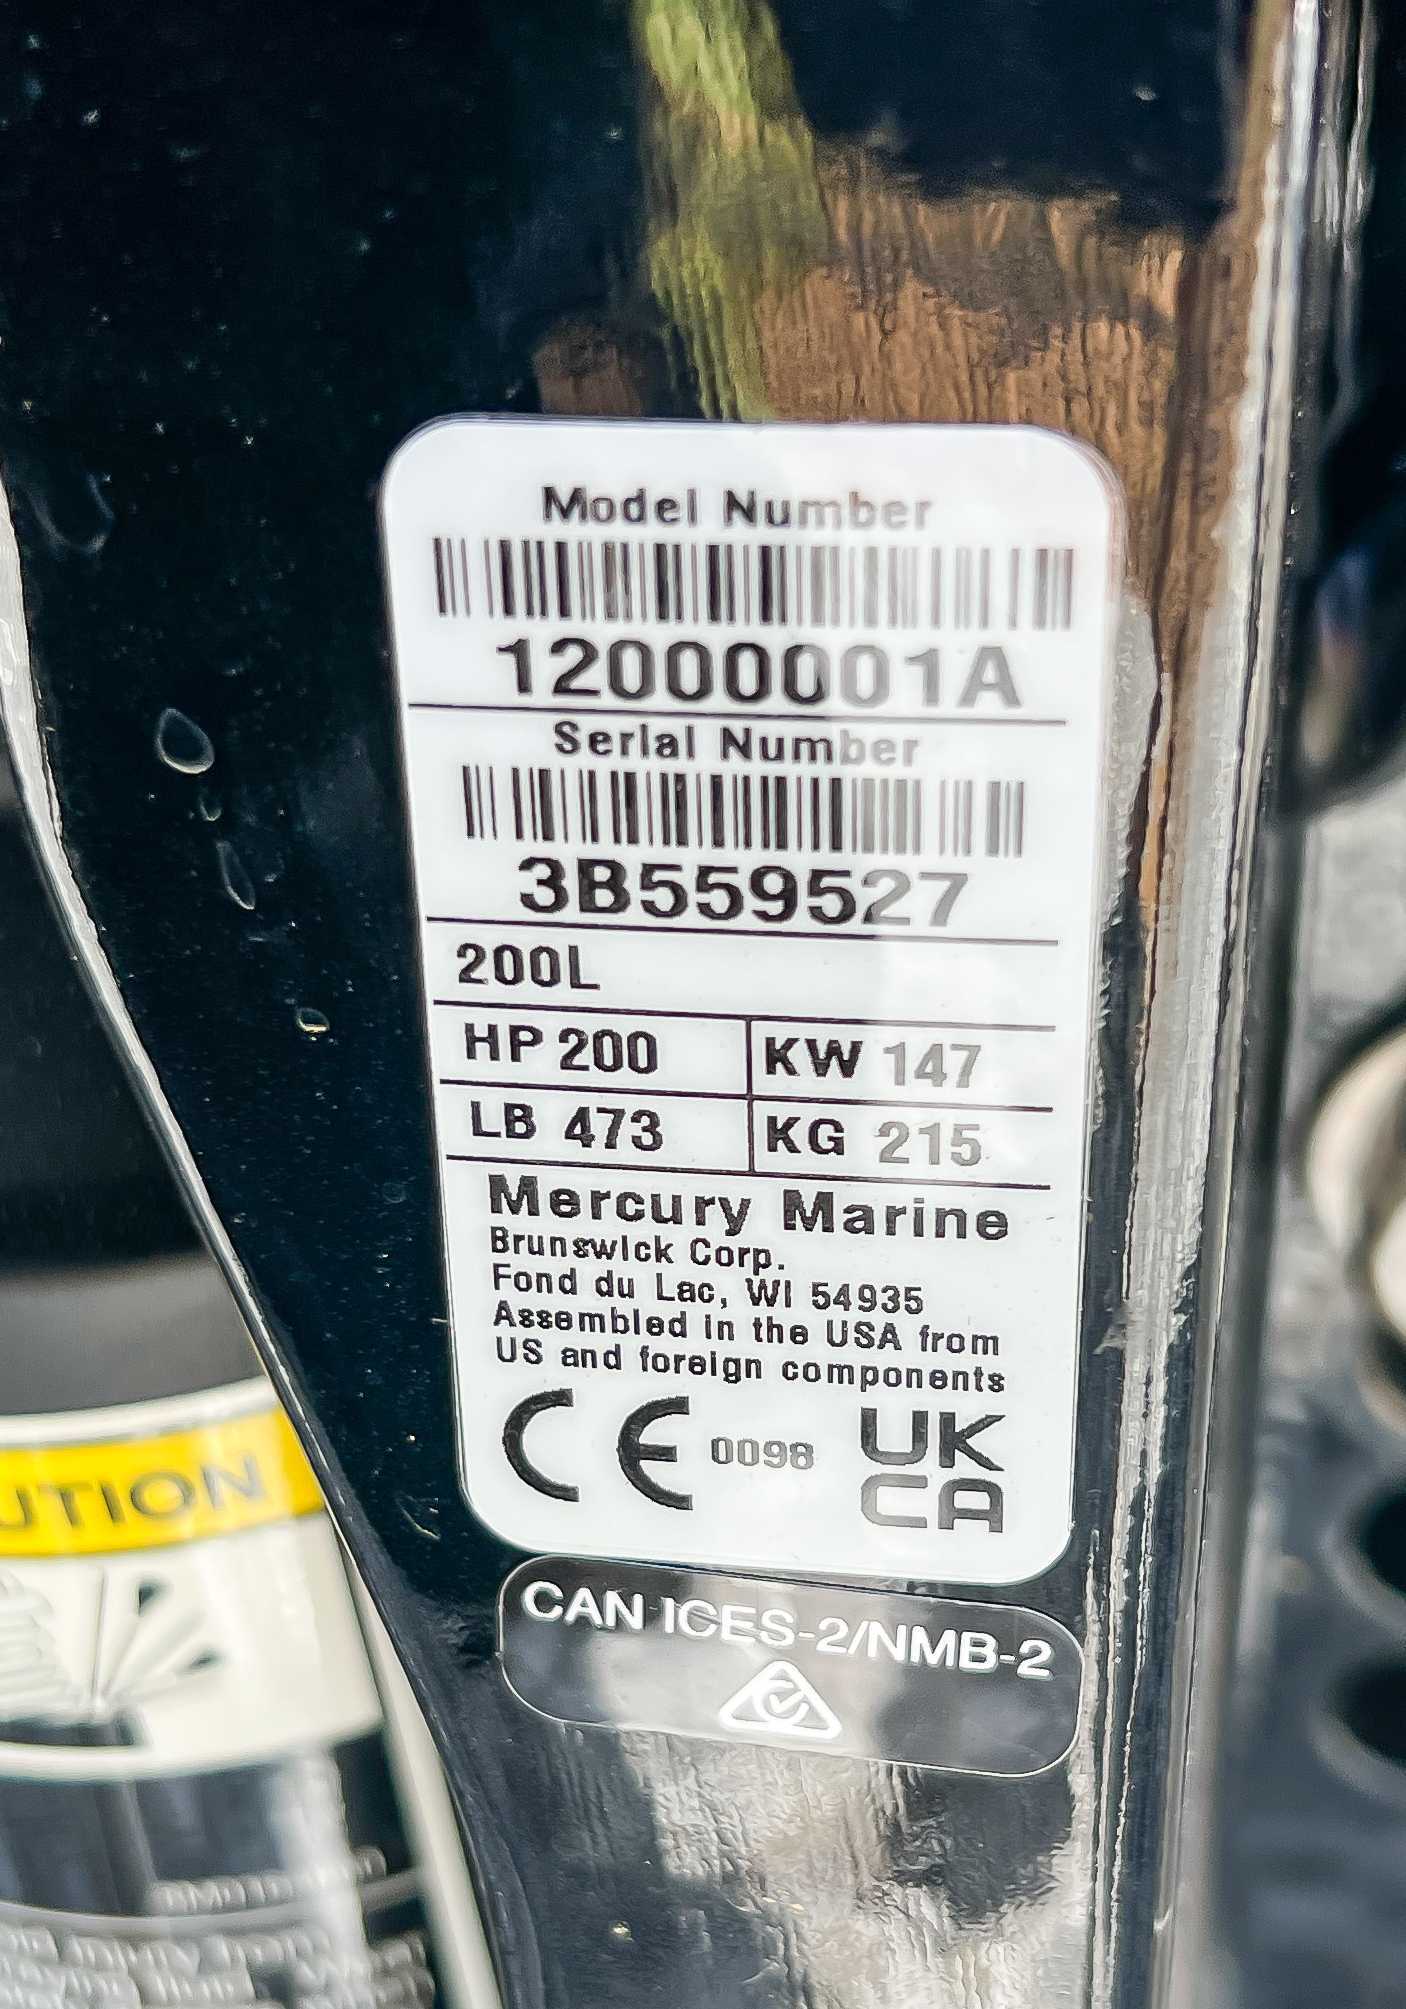 Model Number
12000001A
Serial Number
3B559527
200L
HP 200 KW 147
LB 473 KG 215
Mercury Marine
Brunswick Corp.
Fond du Lac, WI 54935
Assembled in the USA from
US and foreign components
CE 0098 UK
CA
CAN ICES-2/NMB-2
UTION